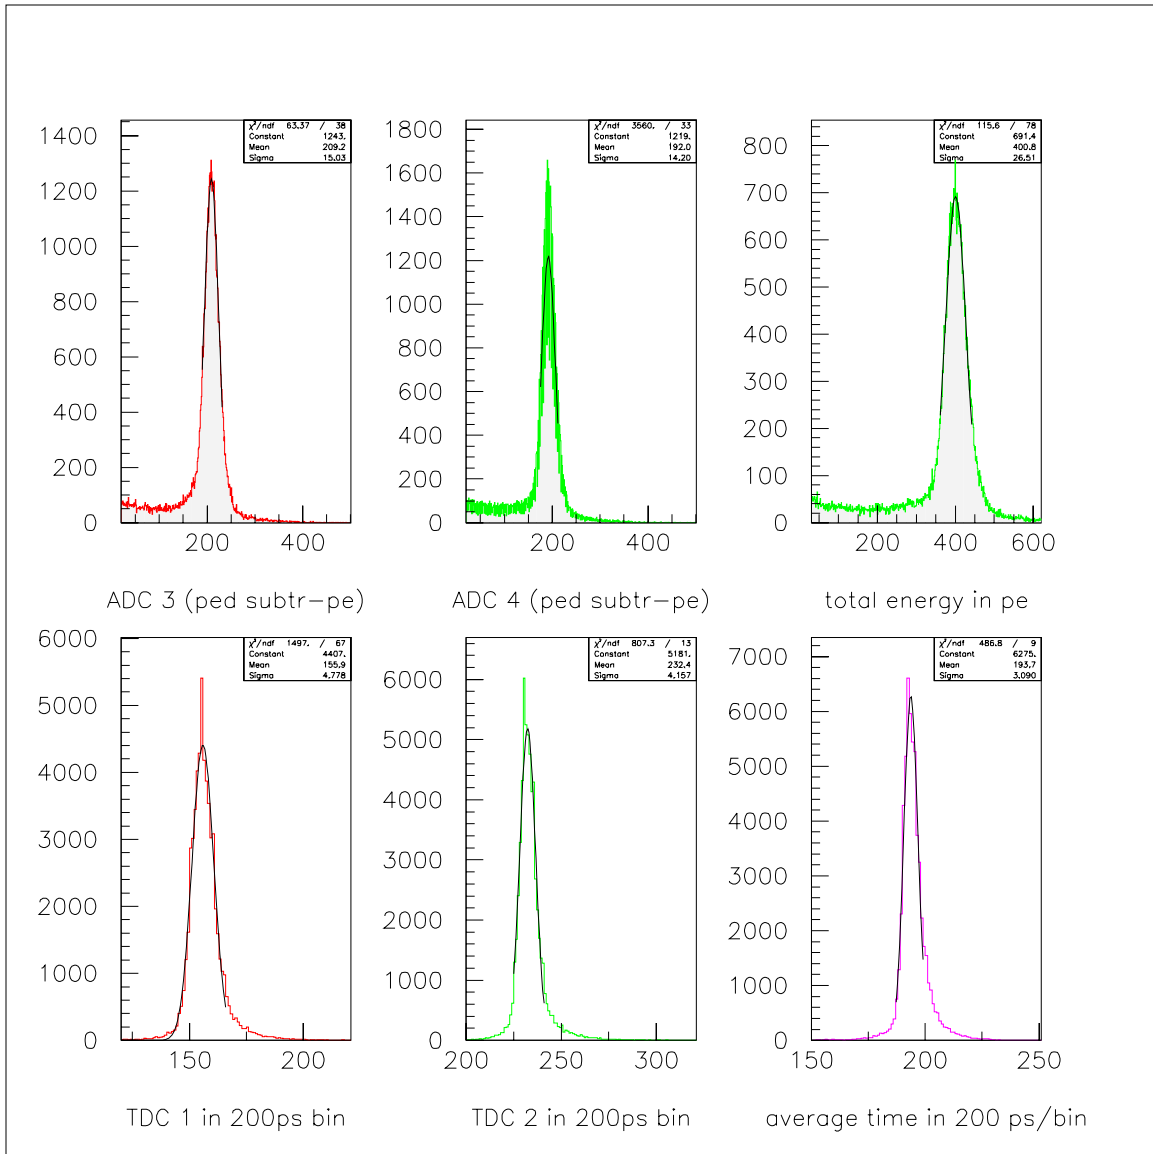 χ²/ndf 63.37 / 38
Constant 1243.
Mean 209.2
Sigma 15.03
1400
1200
1000
800
600
400
200
0
200 400
ADC 3 (ped subtr-pe)
χ²/ndf 3560. / 33
Constant 1219.
Mean 192.0
Sigma 14.20
1800
1600
1400
1200
1000
800
600
400
200
0
200 400
ADC 4 (ped subtr-pe)
χ²/ndf 115.6 / 78
Constant 691.4
Mean 400.8
Sigma 26.51
800
700
600
500
400
300
200
100
0
200 400 600
total energy in pe
χ²/ndf 1497. / 67
Constant 4407.
Mean 155.9
Sigma 4.778
6000
5000
4000
3000
2000
1000
0
150 200
TDC 1 in 200ps bin
χ²/ndf 807.3 / 13
Constant 5181.
Mean 232.4
Sigma 4.157
6000
5000
4000
3000
2000
1000
0
200 250 300
TDC 2 in 200ps bin
χ²/ndf 486.8 / 9
Constant 6275.
Mean 193.7
Sigma 3.090
7000
6000
5000
4000
3000
2000
1000
0
150 200 250
average time in 200 ps/bin